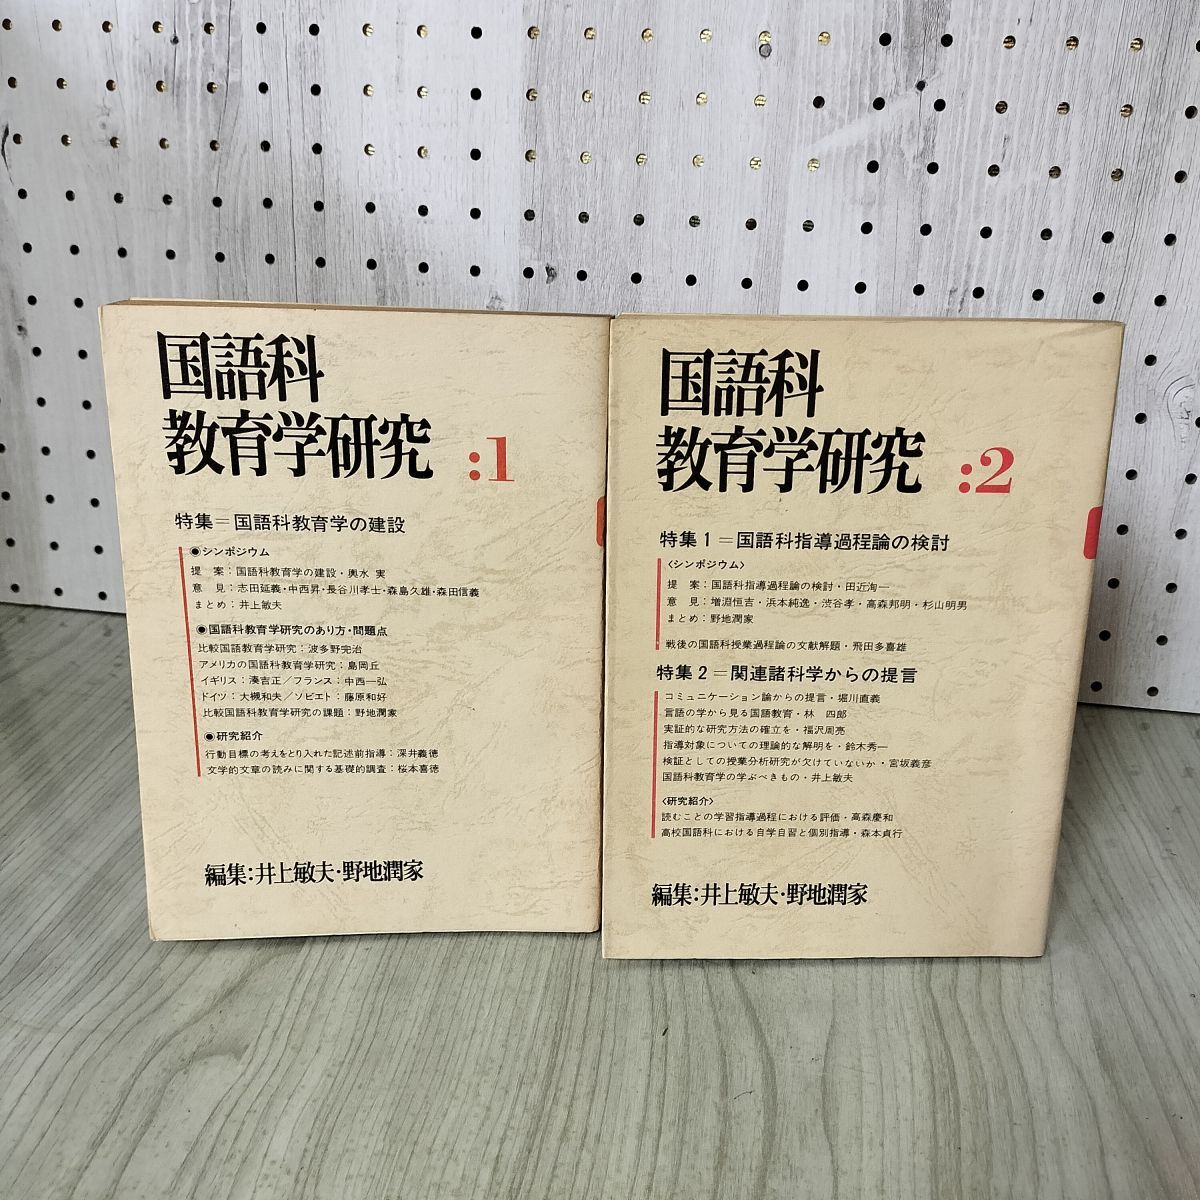 国語科
教育学研究 :1
特集＝国語科教育学の建設
◉シンポジウム
提　案：国語科教育学の建設・輿水 実
意　見：志田延義・中西昇・長谷川孝士・森島久雄・森田信義
まとめ：井上敏夫
◉国語科教育学研究のあり方・問題点
比較国語教育学研究：波多野完治
アメリカの国語科教育学研究：島岡丘
イギリス：湊吉正／フランス：中西一弘
ドイツ：大槻和夫／ソビエト：藤原和好
比較国語科教育学研究の課題：野地潤家
◉研究紹介
行動目標の考えをとり入れた記述前指導：深井義徳
文学的文章の読みに関する基礎的調査：桜本喜徳
編集：井上敏夫・野地潤家
国語科
教育学研究 :2
特集1＝国語科指導過程論の検討
〈シンポジウム〉
提　案：国語科指導過程論の検討・田近洵一
意　見：増淵恒吉・浜本純逸・渋谷孝・高森邦明・杉山明男
まとめ：野地潤家
戦後の国語科授業過程論の文献解題・飛田多喜雄
特集2＝関連諸科学からの提言
コミュニケーション論からの提言・堀川直義
言語の学から見る国語教育・林　四郎
実証的な研究方法の確立を・福沢周亮
指導対象についての理論的な解明を・鈴木秀一
検証としての授業分析研究が欠けていないか・宮坂義彦
国語科教育学の学ぶべきもの・井上敏夫
〈研究紹介〉
読むことの学習指導過程における評価・高森慶和
高校国語科における自学自習と個別指導・森本貞行
編集：井上敏夫・野地潤家